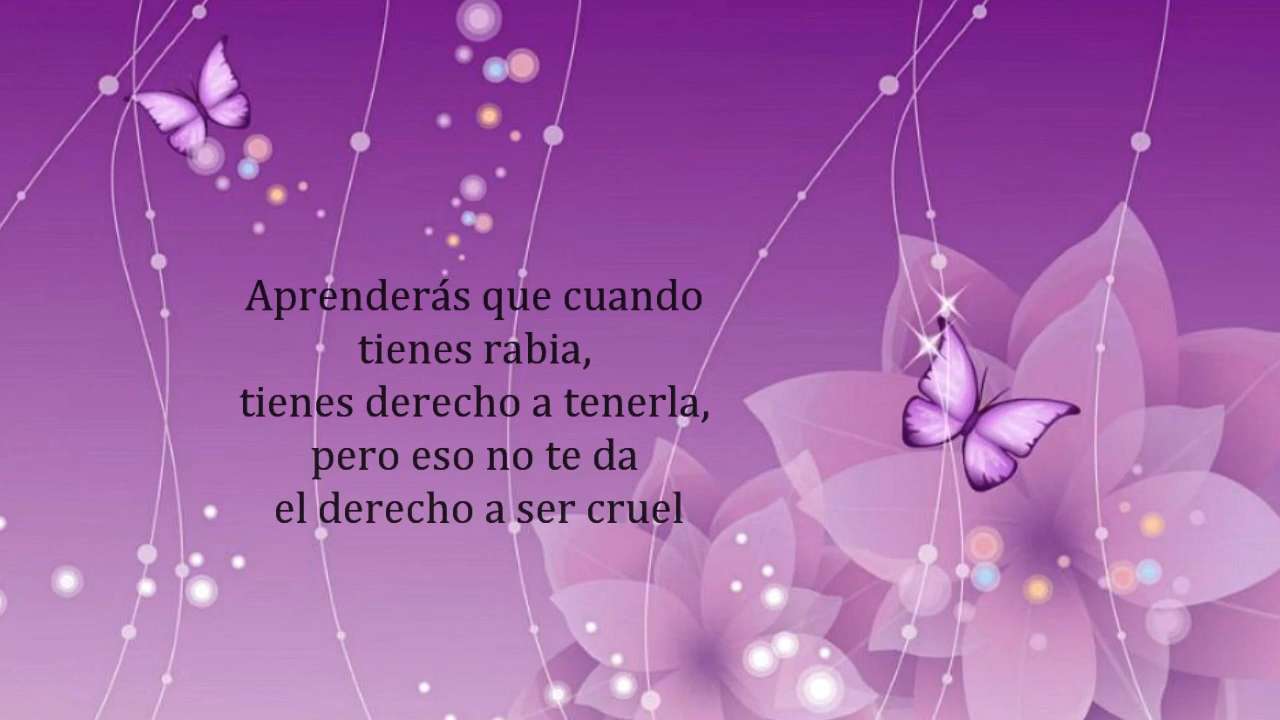 Aprenderás que cuando
tienes rabia,
tienes derecho a tenerla,
pero eso no te da
el derecho a ser cruel